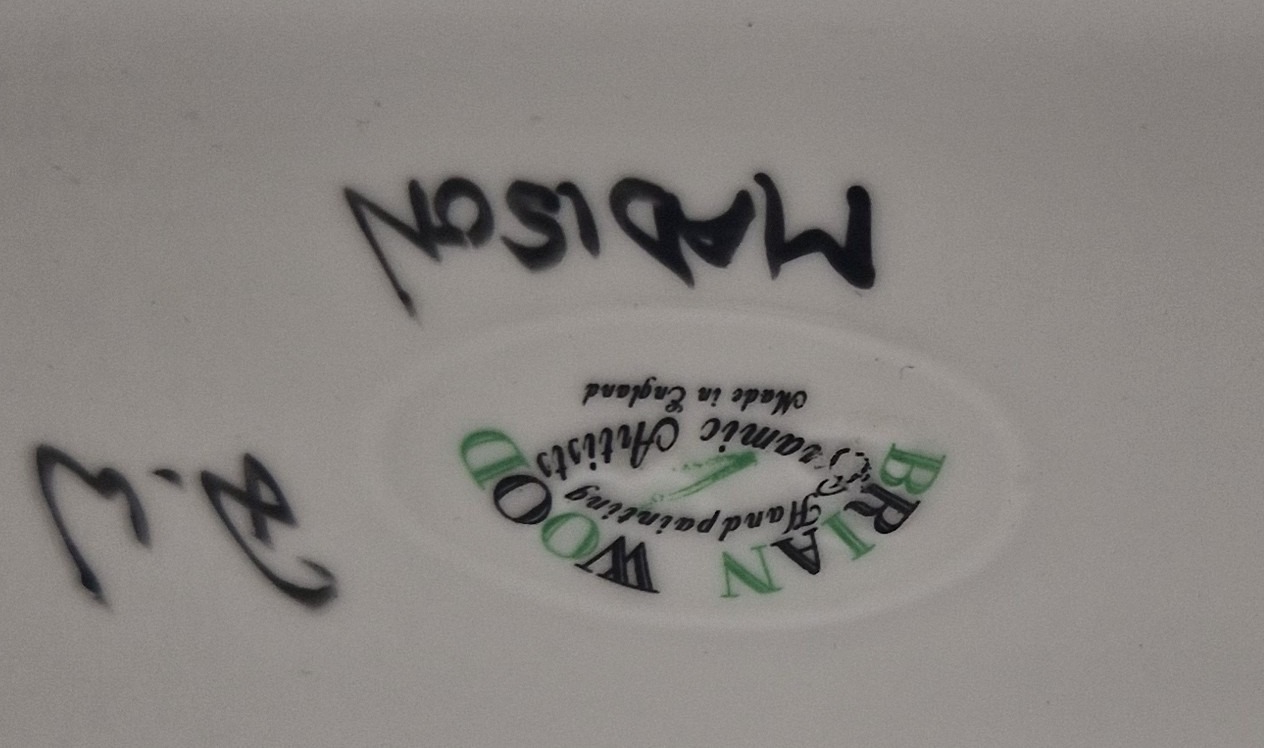 BRIAN WOOD
Handpainting
& Ceramic Artists
Made in England
MADISON